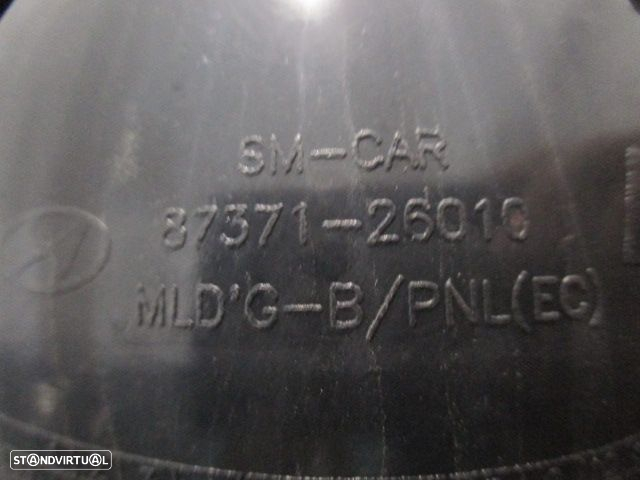 SM-CAR
87371-26010
MLD'G-B/PNL(EC)
STANDVIRTUAL